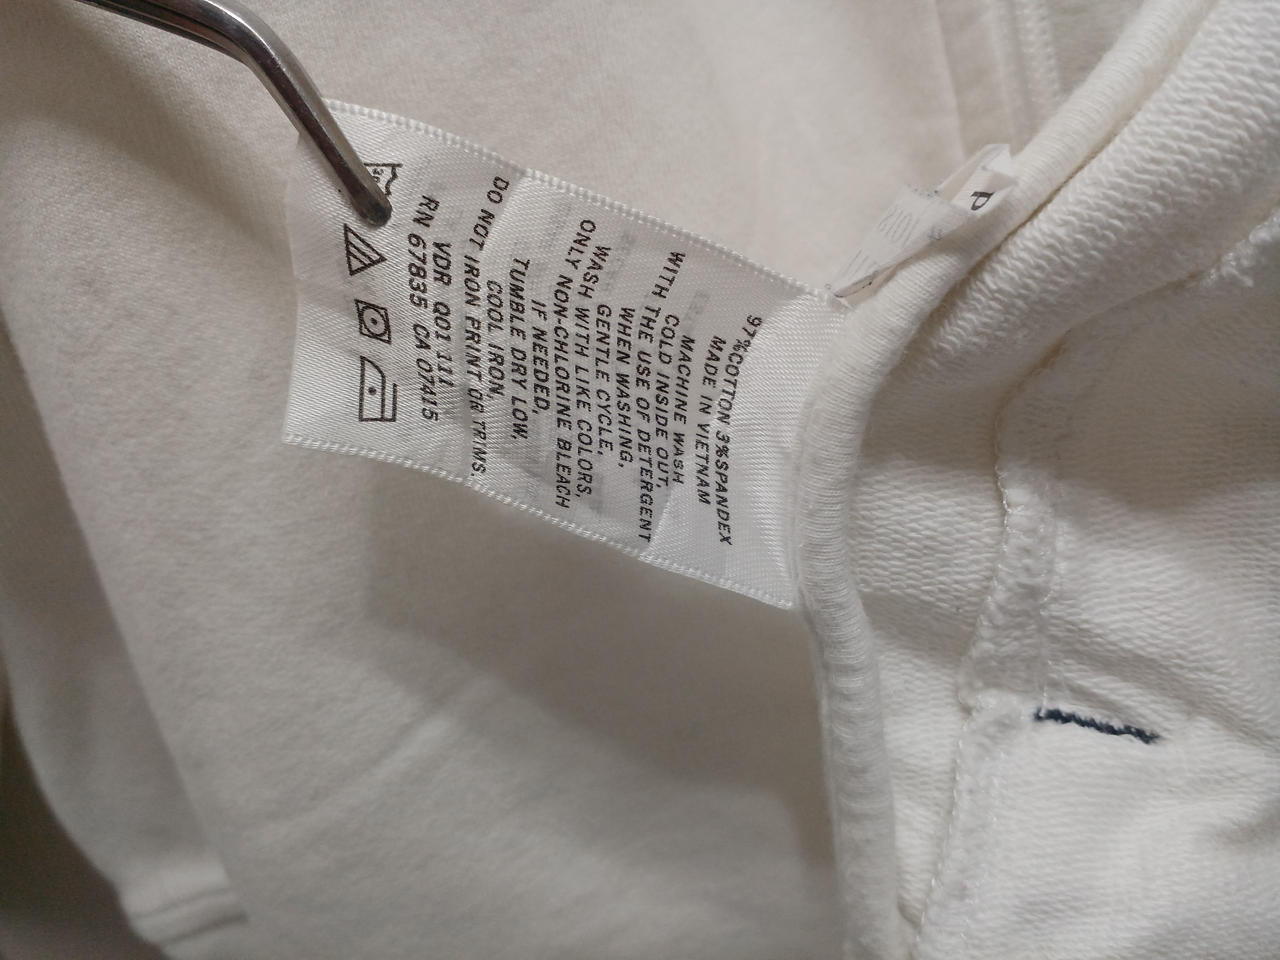 97%COTTON 3%SPANDEX
MADE IN VIETNAM
MACHINE WASH
COLD INSIDE OUT,
WITH THE USE OF DETERGENT
WHEN WASHING,
GENTLE CYCLE,
WASH WITH LIKE COLORS,
ONLY NON-CHLORINE BLEACH
IF NEEDED,
TUMBLE DRY LOW,
COOL IRON,
DO NOT IRON PRINT OR TRIMS.
VDR Q01 111
RN 67835 CA 07415
30
P